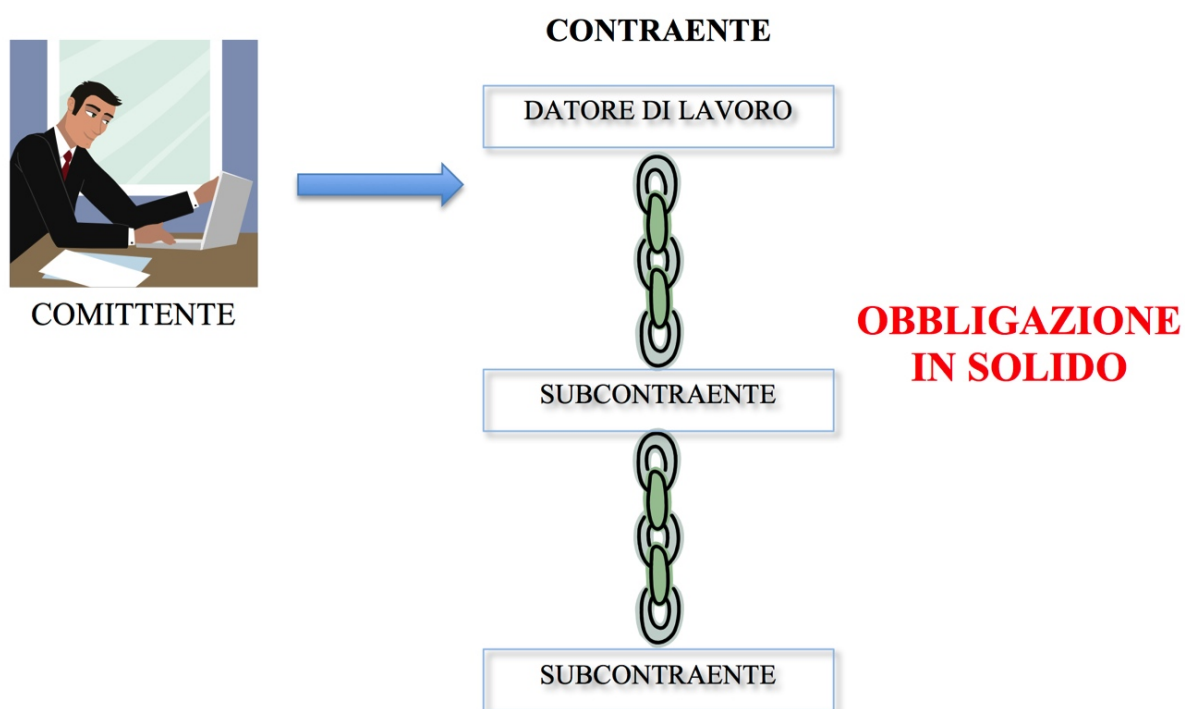 CONTRAENTE
DATORE DI LAVORO
COMITTENTE
OBBLIGAZIONE
IN SOLIDO
SUBCONTRAENTE
SUBCONTRAENTE